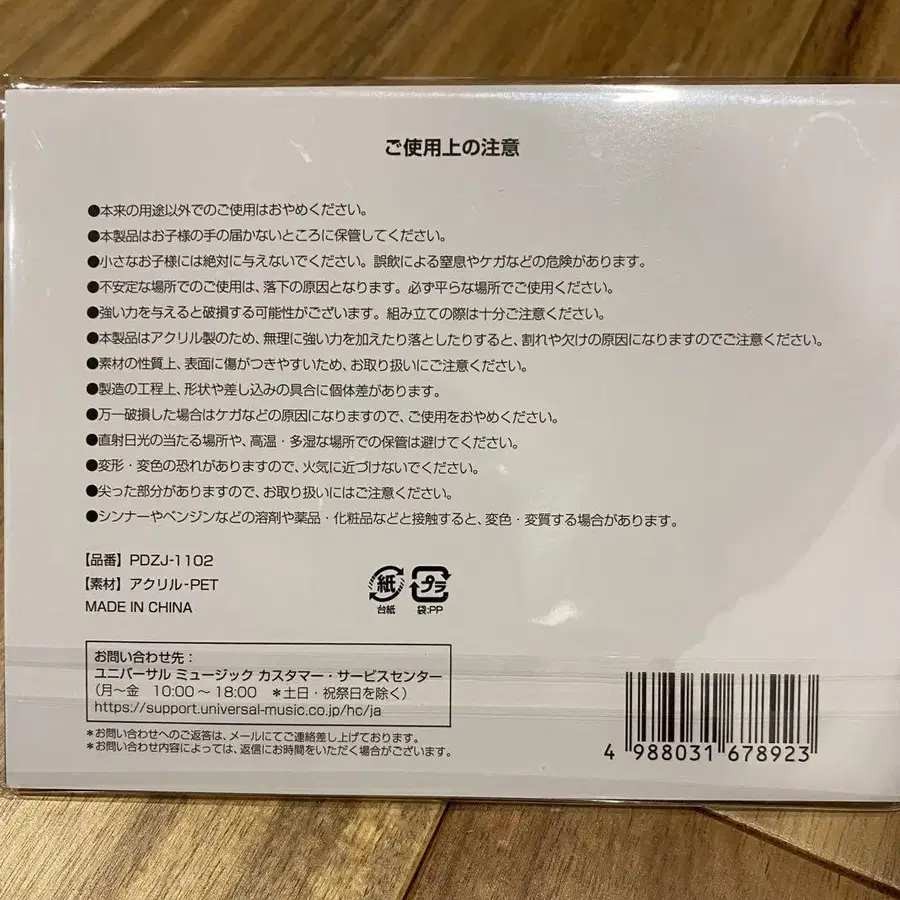 ご使用上の注意
●本来の用途以外でのご使用はおやめください。
●本製品はお子様の手の届かないところに保管してください。
●小さなお子様には絶対に与えないでください。誤飲による窒息やケガなどの危険があります。
●不安定な場所でのご使用は、落下の原因となります。必ず平らな場所でご使用ください。
●強い力を与えると破損する可能性がございます。組み立ての際は十分ご注意ください。
●本製品はアクリル製のため、無理に強い力を加えたり落としたりすると、割れや欠けの原因になりますのでご注意ください。
●素材の性質上、表面に傷がつきやすいため、お取り扱いにご注意ください。
●製造の工程上、形状や差し込みの具合に個体差があります。
●万一破損した場合はケガなどの原因になりますので、ご使用をおやめください。
●直射日光の当たる場所や、高温・多湿な場所での保管は避けてください。
●変形・変色の恐れがありますので、火気に近づけないでください。
●尖った部分がありますので、お取り扱いにはご注意ください。
●シンナーやベンジンなどの溶剤や薬品・化粧品などと接触すると、変色・変質する場合があります。
【品番】PDZJ-1102
【素材】アクリル-PET
MADE IN CHINA
紙 プラ
台紙 袋:PP
お問い合わせ先：
ユニバーサル ミュージック カスタマー・サービスセンター
（月〜金 10:00〜18:00 ＊土日・祝祭日を除く）
https://support.universal-music.co.jp/hc/ja
＊お問い合わせへのご返答は、メールにてご連絡差し上げております。
＊お問い合わせ内容によっては、返信にお時間をいただく場合がございます。
4 988031 678923